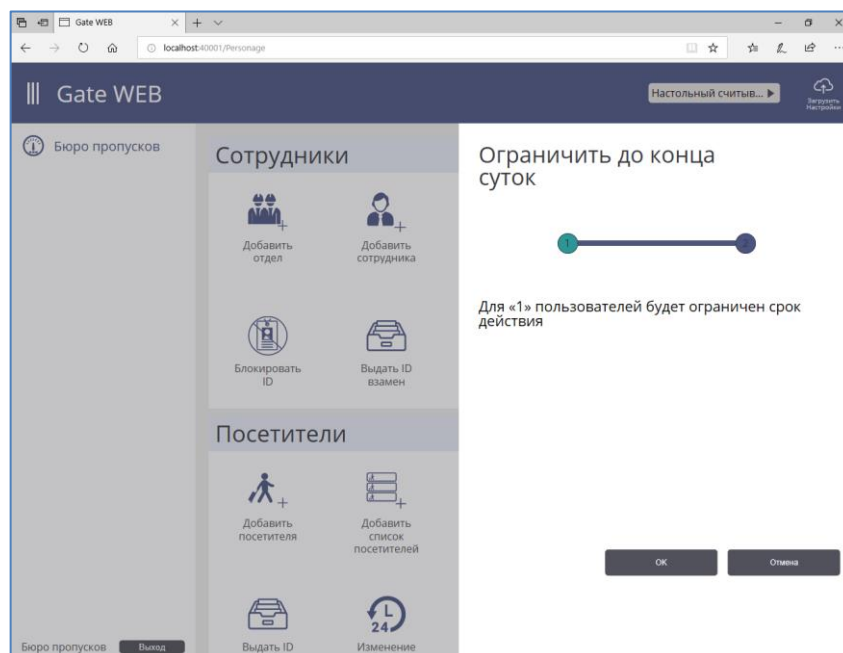 Gate WEB
localhost:40001/Personage
Gate WEB
Настольный считыв...
Загрузить
Настройки
Бюро пропусков
Сотрудники
Добавить
отдел
Добавить
сотрудника
Блокировать
ID
Выдать ID
взамен
Посетители
Добавить
посетителя
Добавить
список
посетителей
24
Выдать ID
Изменение
Ограничить до конца
суток
1
2
Для «1» пользователей будет ограничен срок
действия
ОК
Отмена
Бюро пропусков
Выход